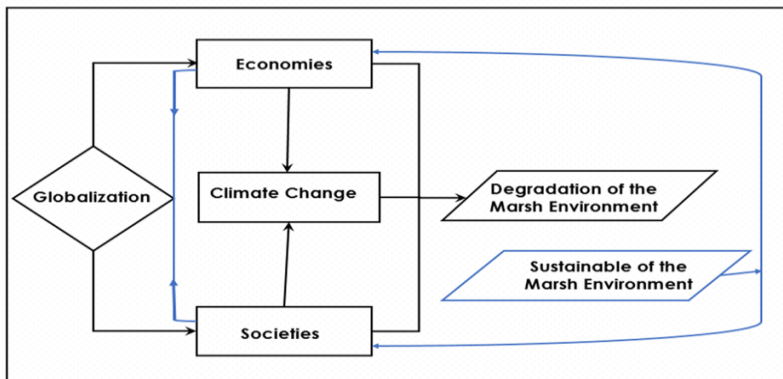 Economies
Globalization
Climate Change
Degradation of the
Marsh Environment
Sustainable of the
Marsh Environment
Societies